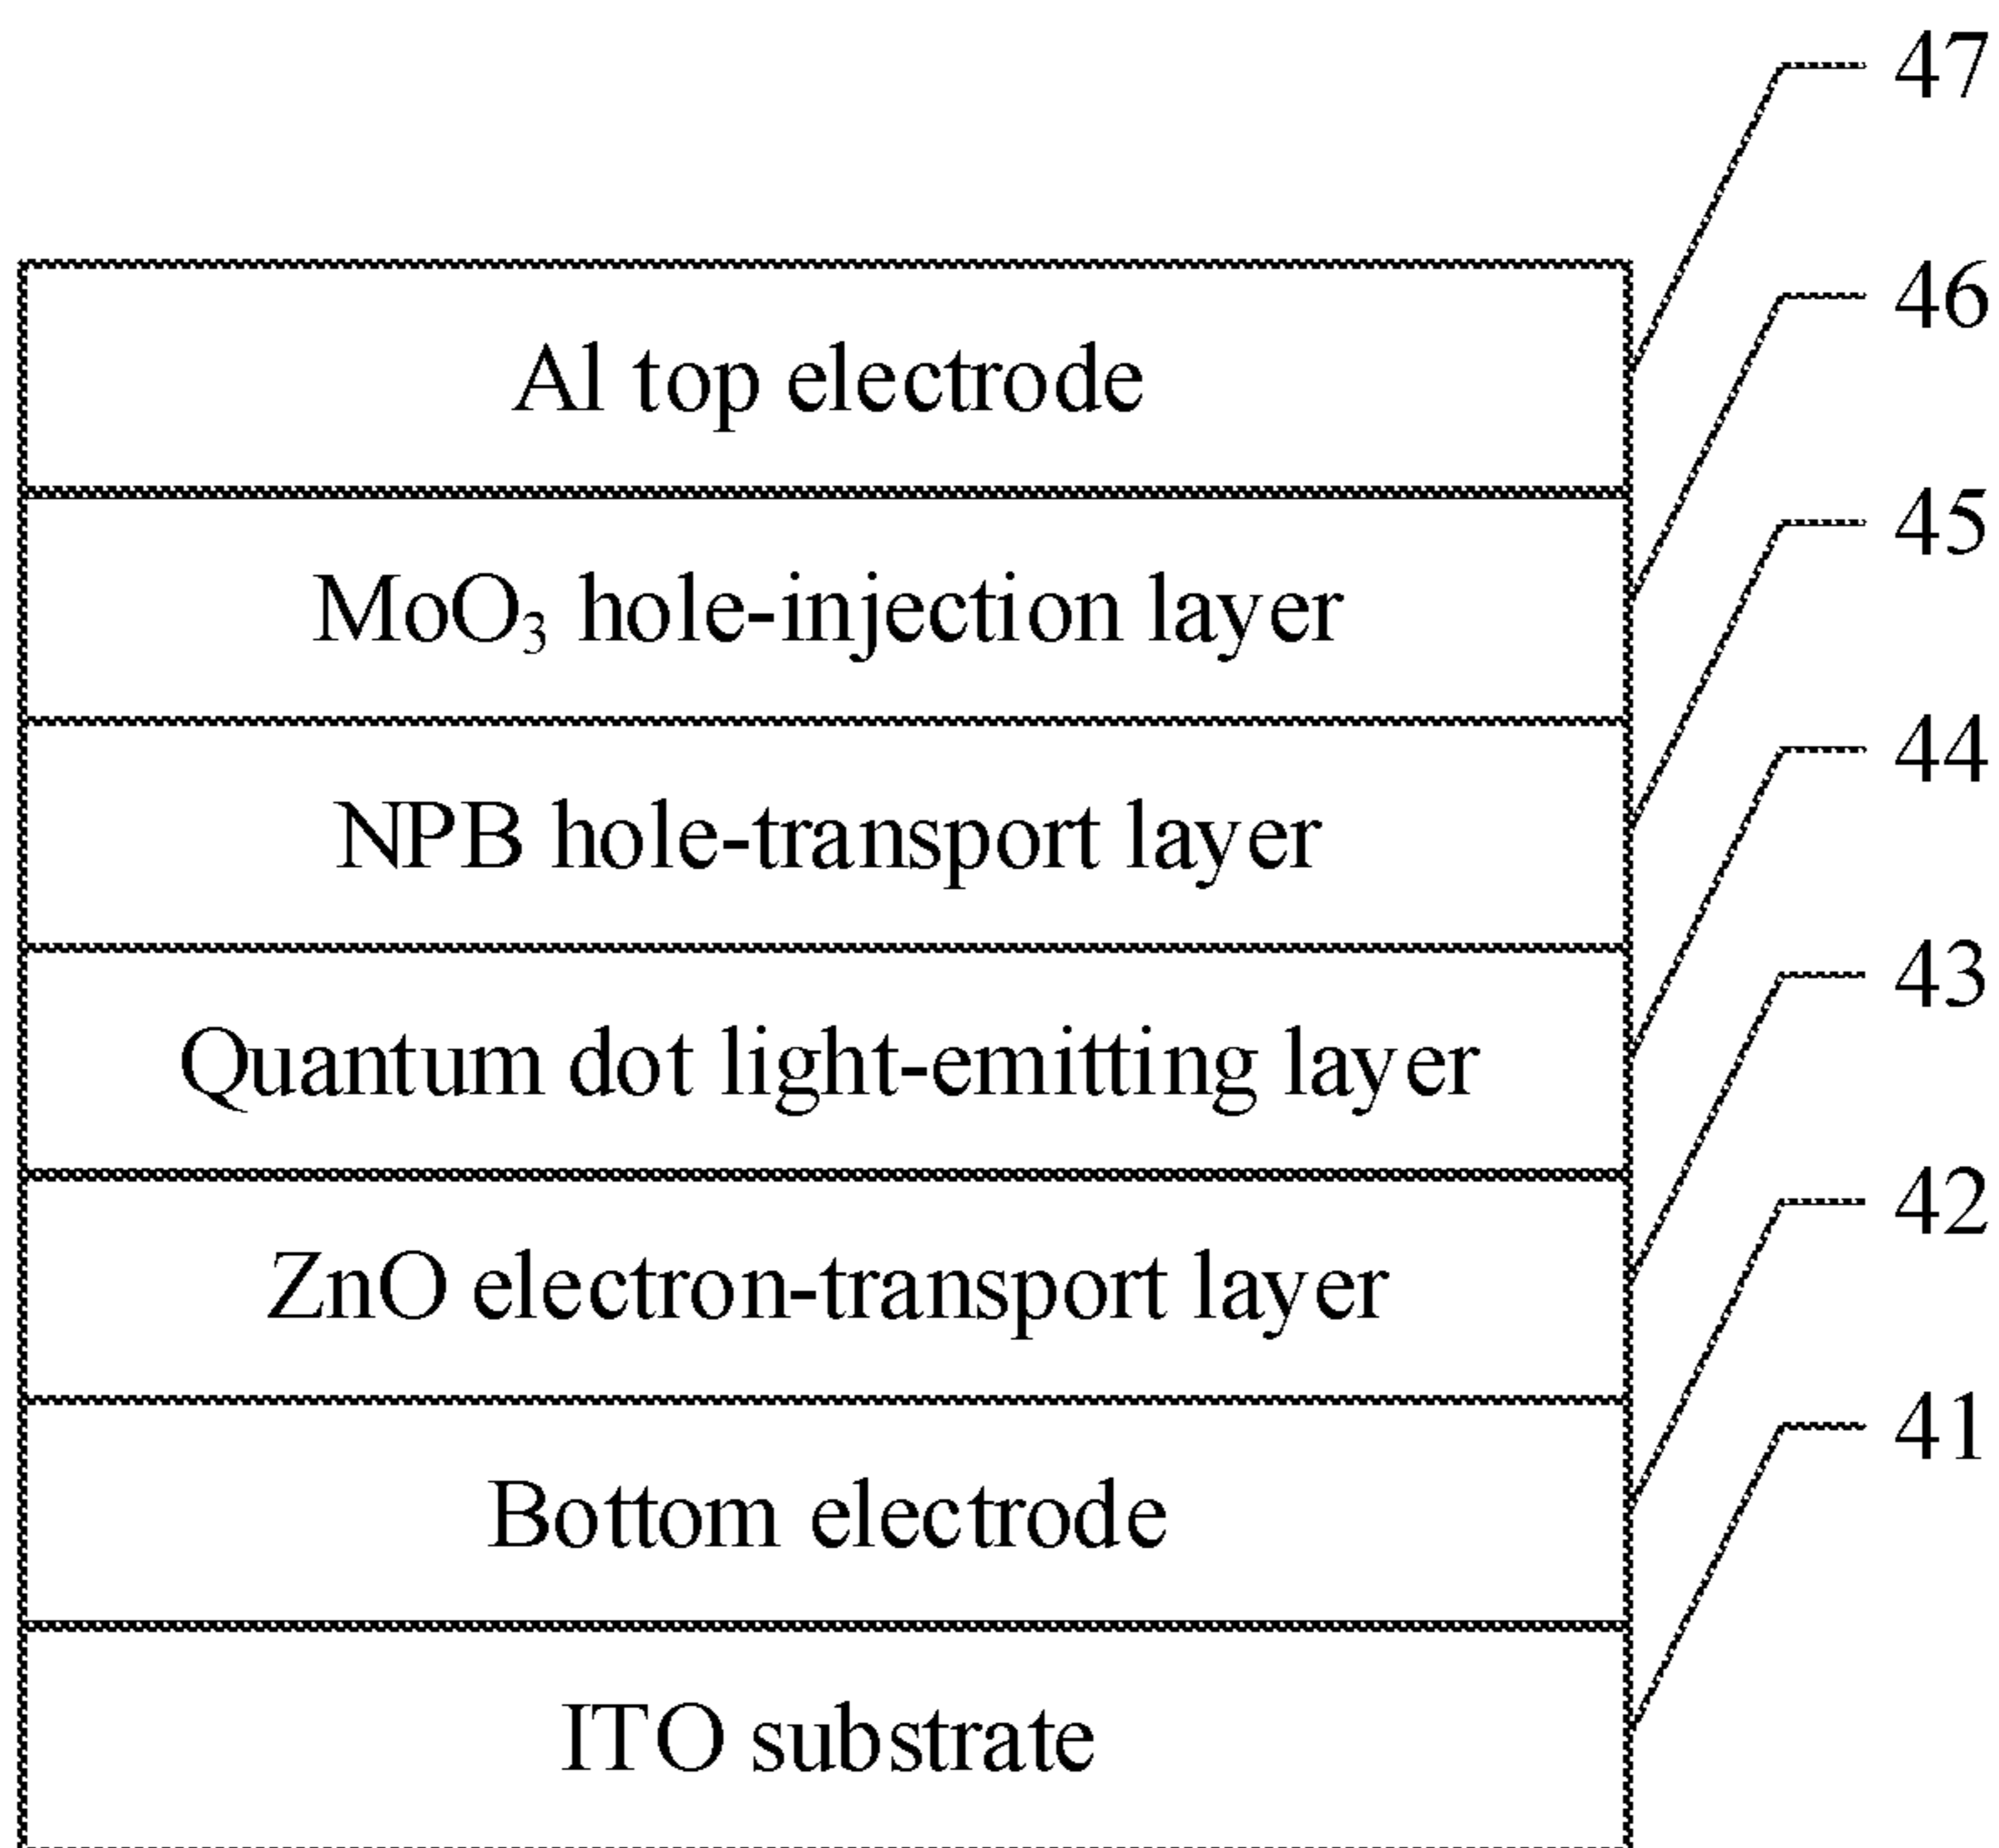 47
Al top electrode
46
MoO₃ hole-injection layer
45
NPB hole-transport layer
44
Quantum dot light-emitting layer
43
ZnO electron-transport layer
42
Bottom electrode
41
ITO substrate